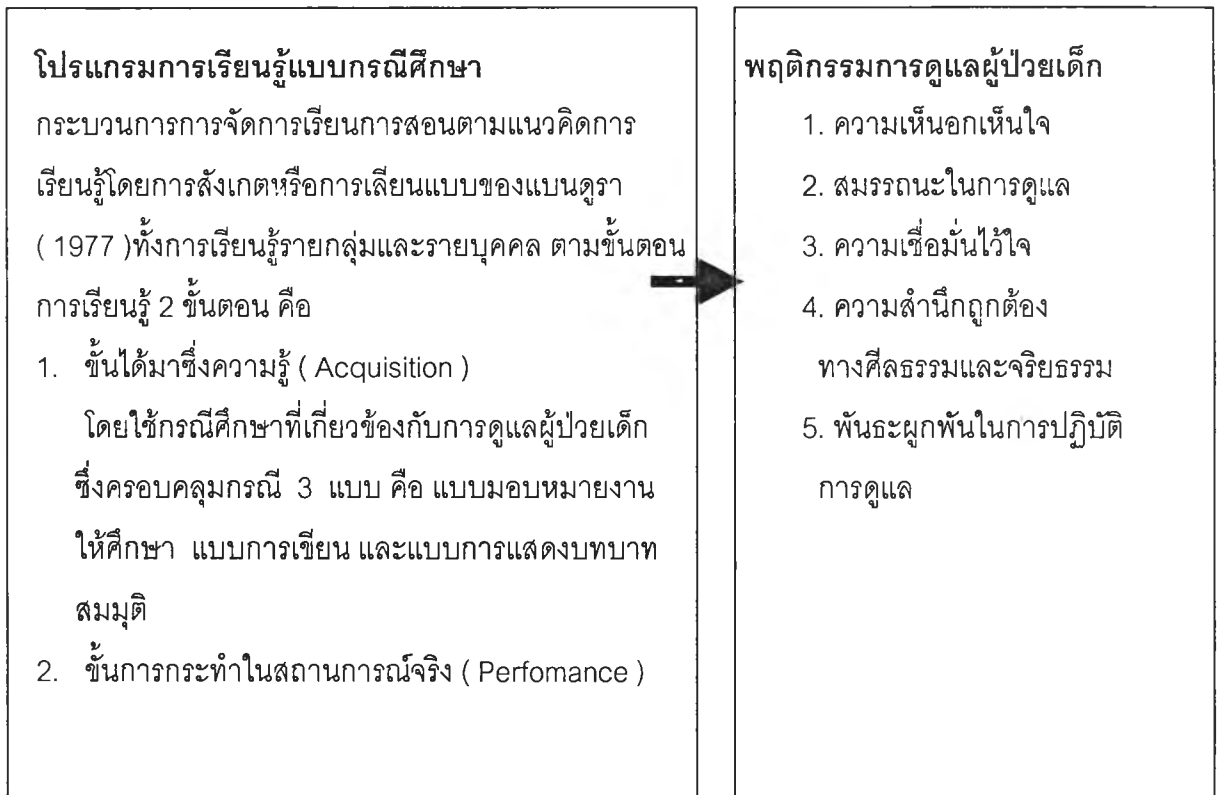 โปรแกรมการเรียนรู้แบบกรณีศึกษา
กระบวนการการจัดการเรียนการสอนตามแนวคิดการ
เรียนรู้โดยการสังเกตหรือการเลียนแบบของแบนดูรา
( 1977 )ทั้งการเรียนรู้รายกลุ่มและรายบุคคล ตามขั้นตอน
การเรียนรู้ 2 ขั้นตอน คือ
1. ขั้นได้มาซึ่งความรู้ ( Acquisition )
โดยใช้กรณีศึกษาที่เกี่ยวข้องกับการดูแลผู้ป่วยเด็ก
ซึ่งครอบคลุมกรณี 3 แบบ คือ แบบมอบหมายงาน
ให้ศึกษา แบบการเขียน และแบบการแสดงบทบาท
สมมุติ
2. ขั้นการกระทำในสถานการณ์จริง ( Perfomance )
พฤติกรรมการดูแลผู้ป่วยเด็ก
1. ความเห็นอกเห็นใจ
2. สมรรถนะในการดูแล
3. ความเชื่อมั่นไว้ใจ
4. ความสำนึกถูกต้อง
ทางศีลธรรมและจริยธรรม
5. พันธะผูกพันในการปฏิบัติ
การดูแล